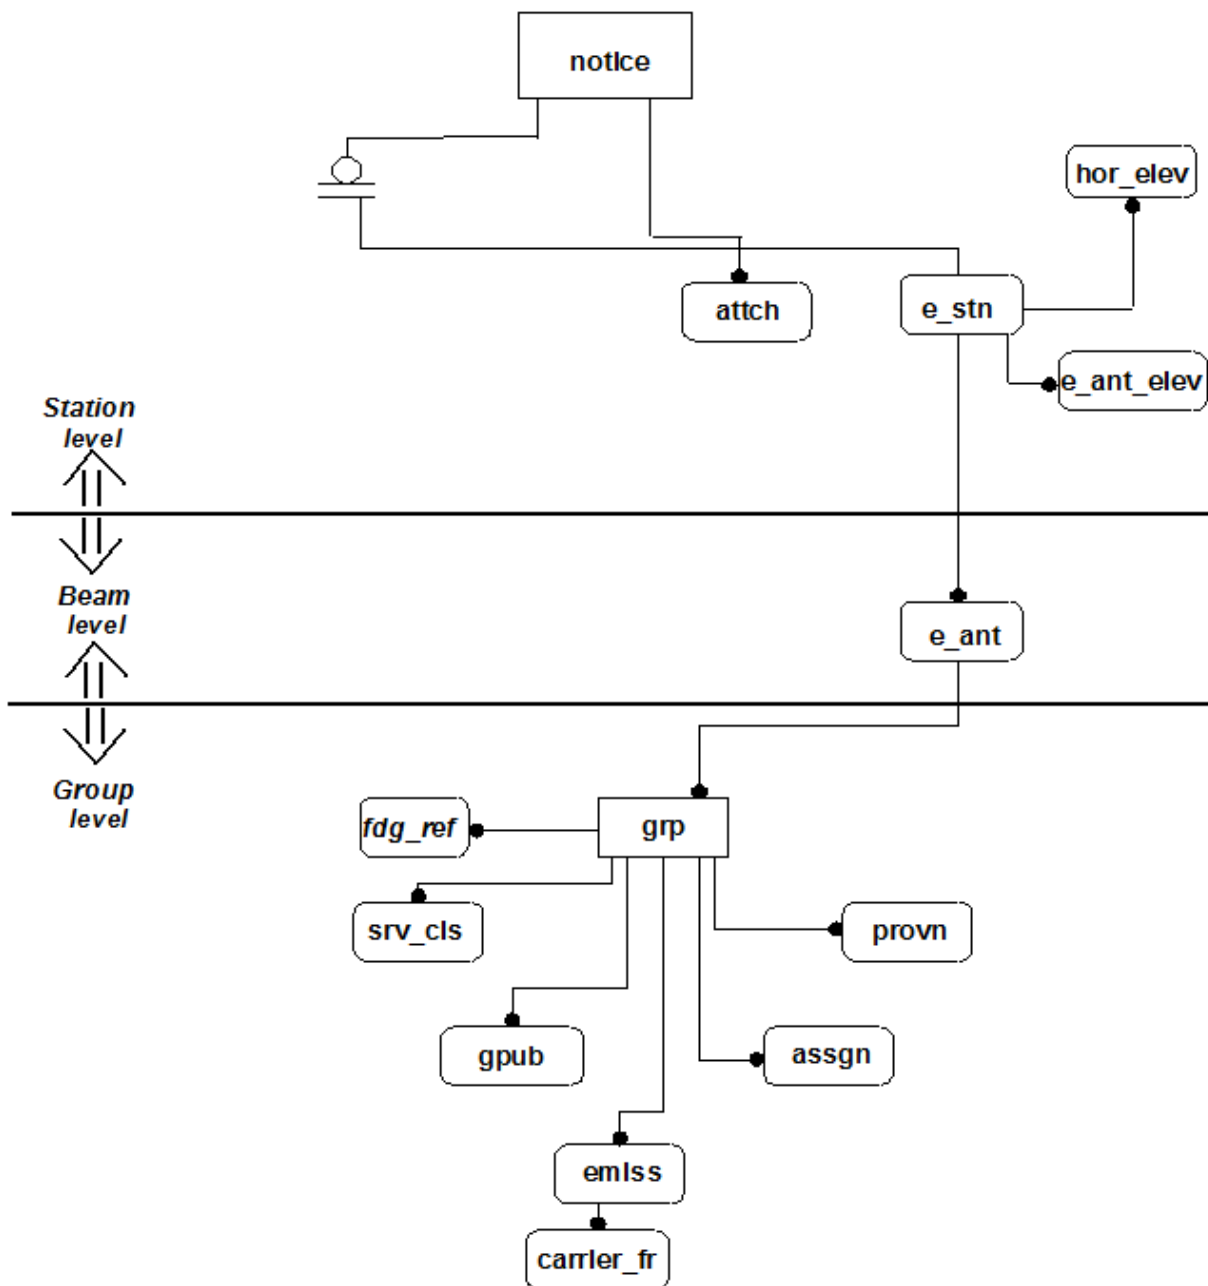 notIce
hor_elev
attch
e_stn
e_ant_elev
Station
level
Beam
level
e_ant
Group
level
fdg_ref
grp
srv_cls
provn
gpub
assgn
emIss
carrIer_fr